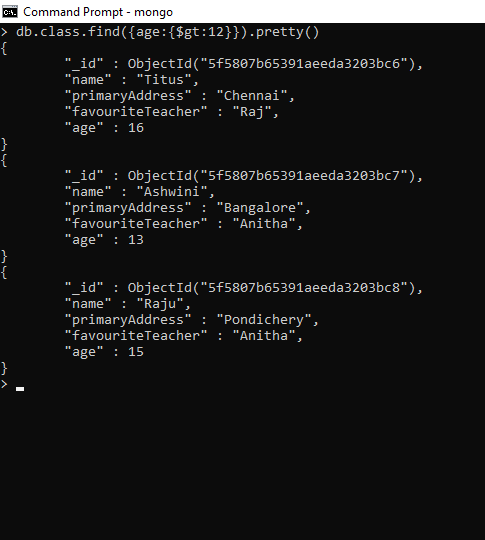 Command Prompt - mongo
> db.class.find({age:{$gt:12}}).pretty()
{
        "_id" : ObjectId("5f5807b65391aeeda3203bc6"),
        "name" : "Titus",
        "primaryAddress" : "Chennai",
        "favouriteTeacher" : "Raj",
        "age" : 16
}
{
        "_id" : ObjectId("5f5807b65391aeeda3203bc7"),
        "name" : "Ashwini",
        "primaryAddress" : "Bangalore",
        "favouriteTeacher" : "Anitha",
        "age" : 13
}
{
        "_id" : ObjectId("5f5807b65391aeeda3203bc8"),
        "name" : "Raju",
        "primaryAddress" : "Pondichery",
        "favouriteTeacher" : "Anitha",
        "age" : 15
}
>